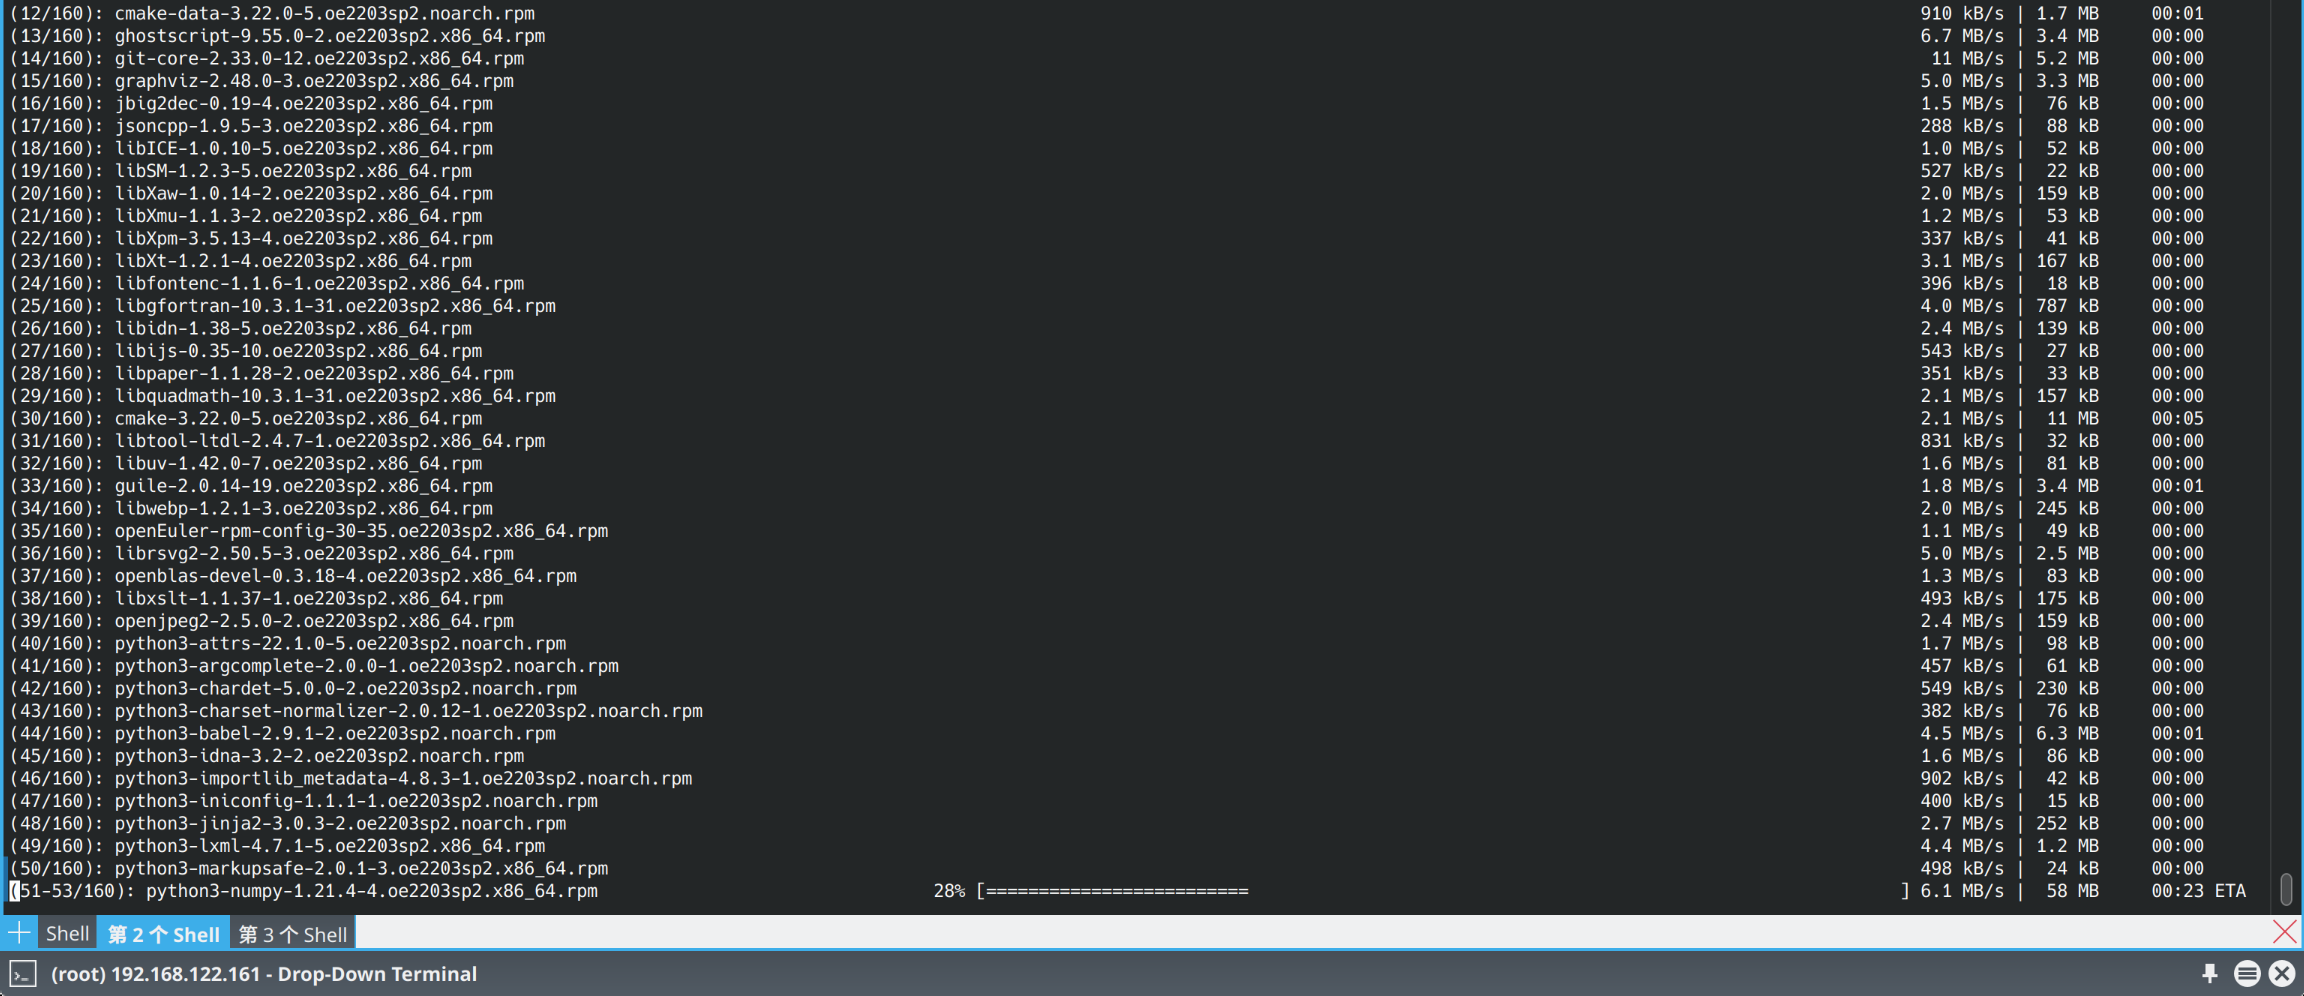 (12/160): cmake-data-3.22.0-5.oe2203sp2.noarch.rpm 910 kB/s | 1.7 MB 00:01
(13/160): ghostscript-9.55.0-2.oe2203sp2.x86_64.rpm 6.7 MB/s | 3.4 MB 00:00
(14/160): git-core-2.33.0-12.oe2203sp2.x86_64.rpm 11 MB/s | 5.2 MB 00:00
(15/160): graphviz-2.48.0-3.oe2203sp2.x86_64.rpm 5.0 MB/s | 3.3 MB 00:00
(16/160): jbig2dec-0.19-4.oe2203sp2.x86_64.rpm 1.5 MB/s | 76 kB 00:00
(17/160): jsoncpp-1.9.5-3.oe2203sp2.x86_64.rpm 288 kB/s | 88 kB 00:00
(18/160): libICE-1.0.10-5.oe2203sp2.x86_64.rpm 1.0 MB/s | 52 kB 00:00
(19/160): libSM-1.2.3-5.oe2203sp2.x86_64.rpm 527 kB/s | 22 kB 00:00
(20/160): libXaw-1.0.14-2.oe2203sp2.x86_64.rpm 2.0 MB/s | 159 kB 00:00
(21/160): libXmu-1.1.3-2.oe2203sp2.x86_64.rpm 1.2 MB/s | 53 kB 00:00
(22/160): libXpm-3.5.13-4.oe2203sp2.x86_64.rpm 337 kB/s | 41 kB 00:00
(23/160): libXt-1.2.1-4.oe2203sp2.x86_64.rpm 3.1 MB/s | 167 kB 00:00
(24/160): libfontenc-1.1.6-1.oe2203sp2.x86_64.rpm 396 kB/s | 18 kB 00:00
(25/160): libgfortran-10.3.1-31.oe2203sp2.x86_64.rpm 4.0 MB/s | 787 kB 00:00
(26/160): libidn-1.38-5.oe2203sp2.x86_64.rpm 2.4 MB/s | 139 kB 00:00
(27/160): libijs-0.35-10.oe2203sp2.x86_64.rpm 543 kB/s | 27 kB 00:00
(28/160): libpaper-1.1.28-2.oe2203sp2.x86_64.rpm 351 kB/s | 33 kB 00:00
(29/160): libquadmath-10.3.1-31.oe2203sp2.x86_64.rpm 2.1 MB/s | 157 kB 00:00
(30/160): cmake-3.22.0-5.oe2203sp2.x86_64.rpm 2.1 MB/s | 11 MB 00:05
(31/160): libtool-ltdl-2.4.7-1.oe2203sp2.x86_64.rpm 831 kB/s | 32 kB 00:00
(32/160): libuv-1.42.0-7.oe2203sp2.x86_64.rpm 1.6 MB/s | 81 kB 00:00
(33/160): guile-2.0.14-19.oe2203sp2.x86_64.rpm 1.8 MB/s | 3.4 MB 00:01
(34/160): libwebp-1.2.1-3.oe2203sp2.x86_64.rpm 2.0 MB/s | 245 kB 00:00
(35/160): openEuler-rpm-config-30-35.oe2203sp2.x86_64.rpm 1.1 MB/s | 49 kB 00:00
(36/160): librsvg2-2.50.5-3.oe2203sp2.x86_64.rpm 5.0 MB/s | 2.5 MB 00:00
(37/160): openblas-devel-0.3.18-4.oe2203sp2.x86_64.rpm 1.3 MB/s | 83 kB 00:00
(38/160): libxslt-1.1.37-1.oe2203sp2.x86_64.rpm 493 kB/s | 175 kB 00:00
(39/160): openjpeg2-2.5.0-2.oe2203sp2.x86_64.rpm 2.4 MB/s | 159 kB 00:00
(40/160): python3-attrs-22.1.0-5.oe2203sp2.noarch.rpm 1.7 MB/s | 98 kB 00:00
(41/160): python3-argcomplete-2.0.0-1.oe2203sp2.noarch.rpm 457 kB/s | 61 kB 00:00
(42/160): python3-chardet-5.0.0-2.oe2203sp2.noarch.rpm 549 kB/s | 230 kB 00:00
(43/160): python3-charset-normalizer-2.0.12-1.oe2203sp2.noarch.rpm 382 kB/s | 76 kB 00:00
(44/160): python3-babel-2.9.1-2.oe2203sp2.noarch.rpm 4.5 MB/s | 6.3 MB 00:01
(45/160): python3-idna-3.2-2.oe2203sp2.noarch.rpm 1.6 MB/s | 86 kB 00:00
(46/160): python3-importlib_metadata-4.8.3-1.oe2203sp2.noarch.rpm 902 kB/s | 42 kB 00:00
(47/160): python3-iniconfig-1.1.1-1.oe2203sp2.noarch.rpm 400 kB/s | 15 kB 00:00
(48/160): python3-jinja2-3.0.3-2.oe2203sp2.noarch.rpm 2.7 MB/s | 252 kB 00:00
(49/160): python3-lxml-4.7.1-5.oe2203sp2.x86_64.rpm 4.4 MB/s | 1.2 MB 00:00
(50/160): python3-markupsafe-2.0.1-3.oe2203sp2.x86_64.rpm 498 kB/s | 24 kB 00:00
(51-53/160): python3-numpy-1.21.4-4.oe2203sp2.x86_64.rpm 28% [========================= ] 6.1 MB/s | 58 MB 00:23 ETA
Shell 第 2 个 Shell 第 3 个 Shell
(root) 192.168.122.161 - Drop-Down Terminal